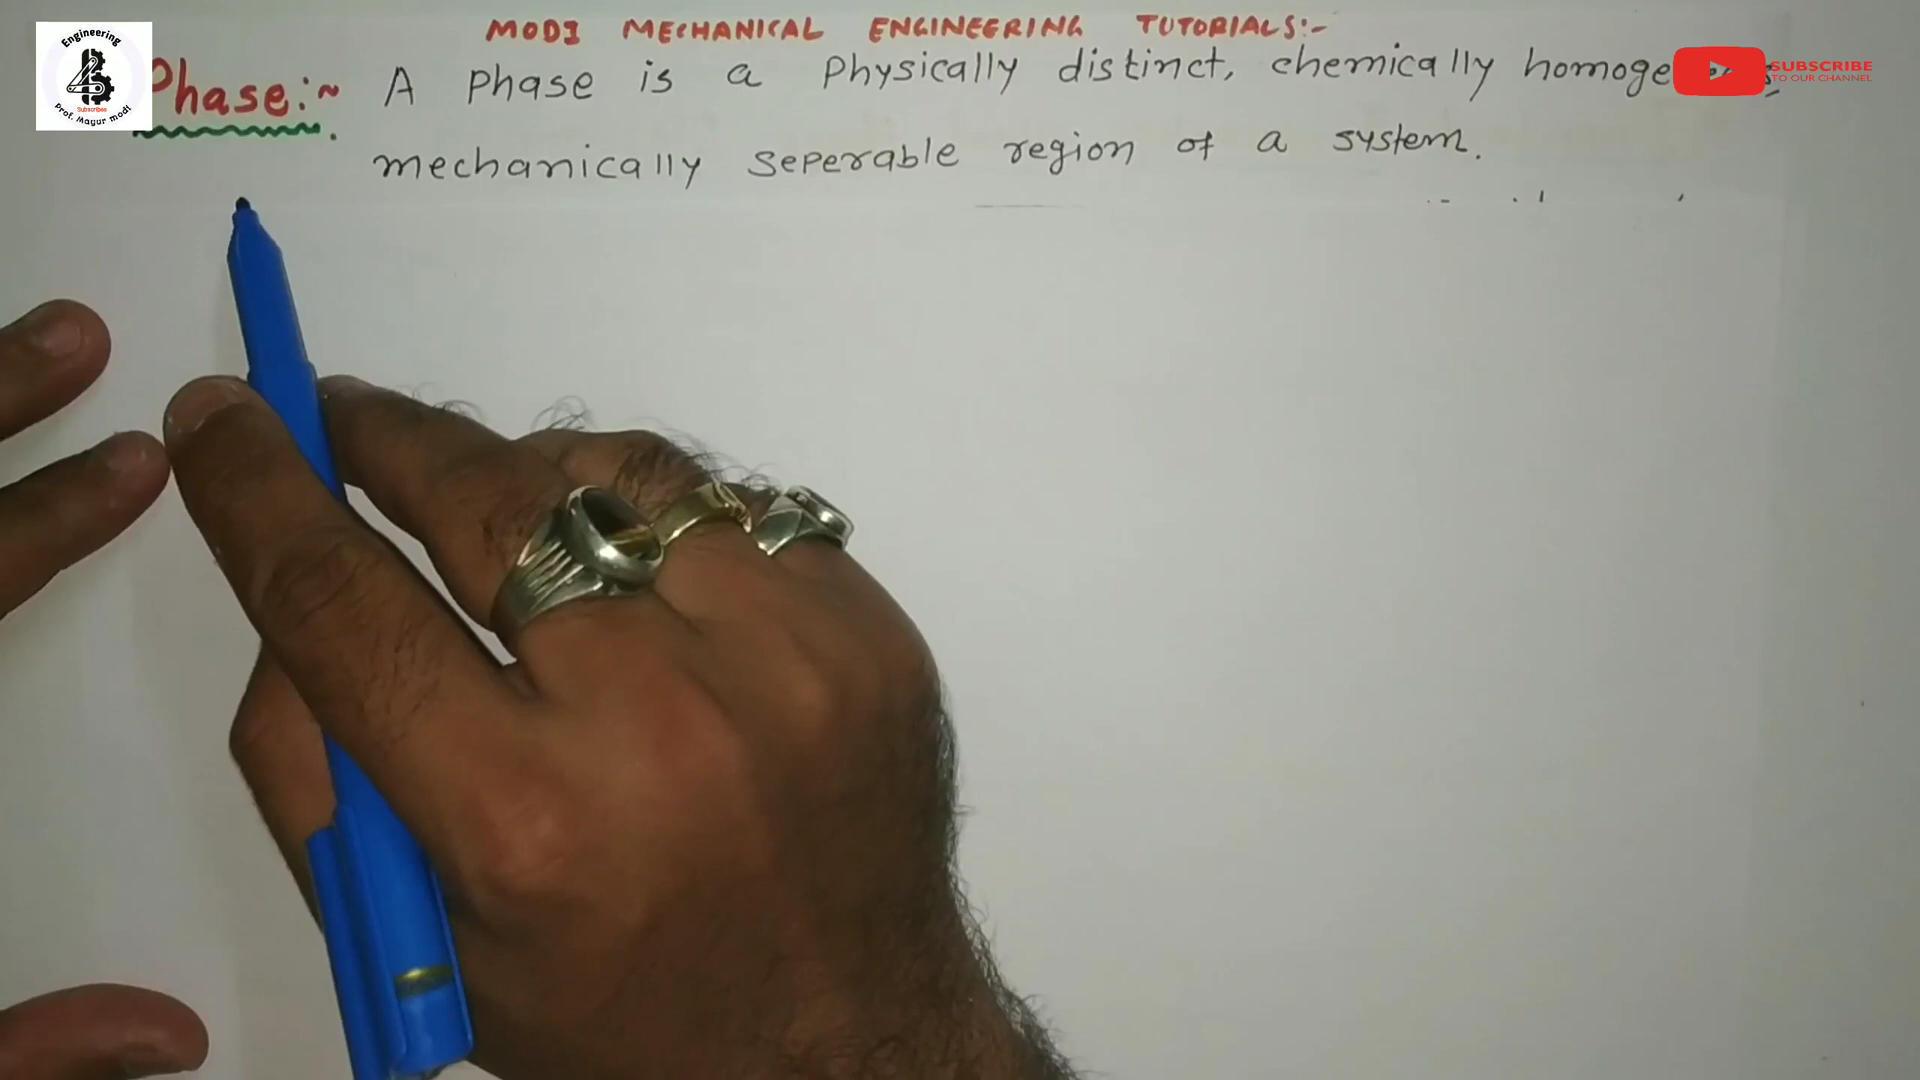 MODI MECHANICAL ENGINEERING TUTORIALS:-
Engineering
Subscribes
Prof. Mayur modi
Phase:~ A Phase is a Physically distinct, chemically
SUBSCRIBE
TO OUR CHANNEL
mechanically seperable region of a system.